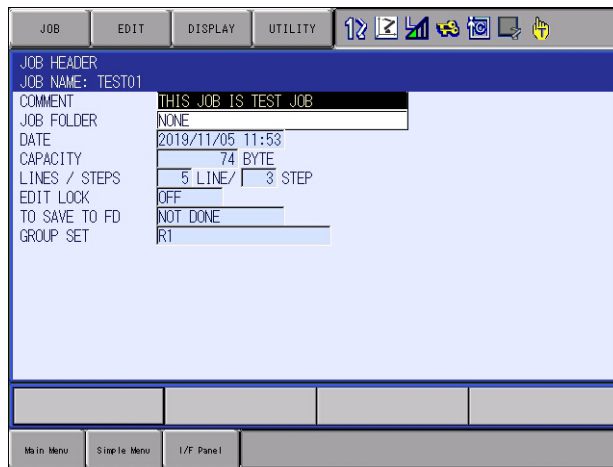 JOB EDIT DISPLAY UTILITY
JOB HEADER
JOB NAME: TEST01
COMMENT THIS JOB IS TEST JOB
JOB FOLDER NONE
DATE 2019/11/05 11:53
CAPACITY 74 BYTE
LINES / STEPS 5 LINE/ 3 STEP
EDIT LOCK OFF
TO SAVE TO FD NOT DONE
GROUP SET R1
Main Menu Simple Menu I/F Panel